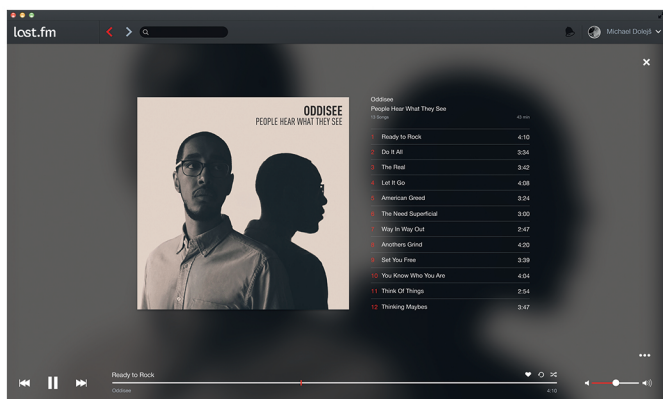 last.fm
Michael Dolejš
ODDISEE
PEOPLE HEAR WHAT THEY SEE
Oddisee
People Hear What They See
12 Songs 43 min
1 Ready to Rock 4:10
2 Do It All 3:34
3 The Real 3:42
4 Let It Go 4:08
5 American Greed 3:24
6 The Need Superficial 3:00
7 Way In Way Out 2:47
8 Anothers Grind 4:20
9 Set You Free 3:39
10 You Know Who You Are 4:04
11 Think Of Things 2:54
12 Thinking Maybes 3:47
Ready to Rock
Oddisee 4:10